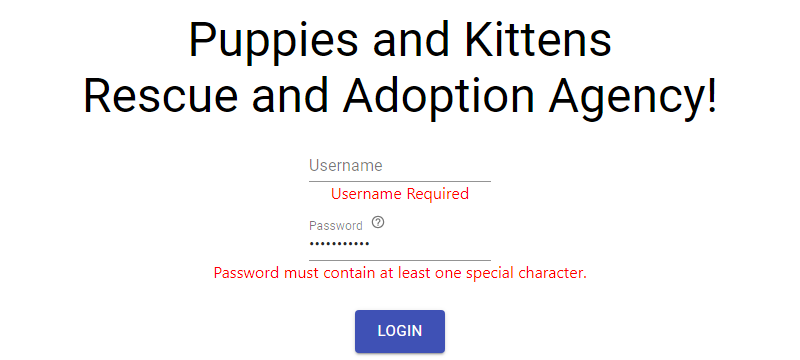 Puppies and Kittens
Rescue and Adoption Agency!
Username
Username Required
Password ?
•••••••••••
Password must contain at least one special character.
LOGIN